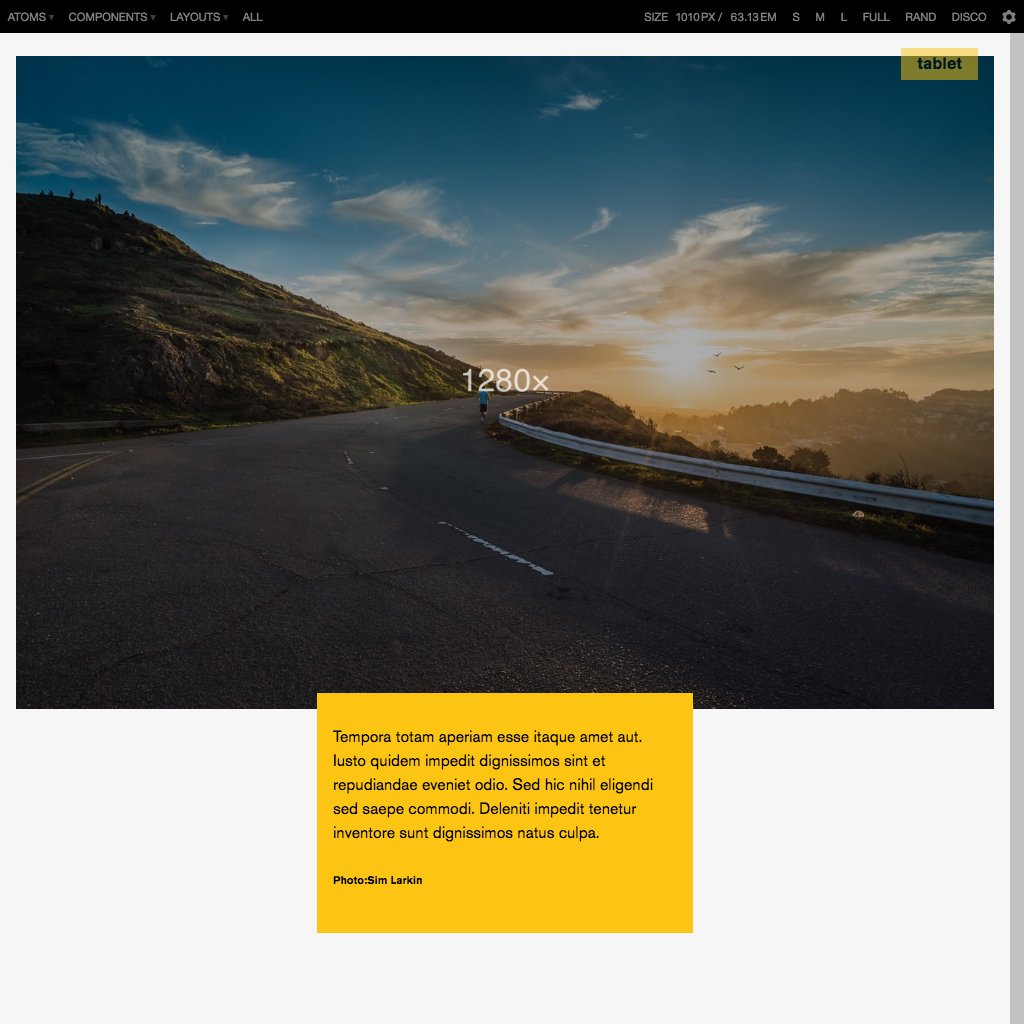 ATOMS ▾ COMPONENTS ▾ LAYOUTS ▾ ALL SIZE 1010PX / 63.13EM S M L FULL RAND DISCO
tablet
1280×
Tempora totam aperiam esse itaque amet aut.
Iusto quidem impedit dignissimos sint et
repudiandae eveniet odio. Sed hic nihil eligendi
sed saepe commodi. Deleniti impedit tenetur
inventore sunt dignissimos natus culpa.
Photo:Sim Larkin